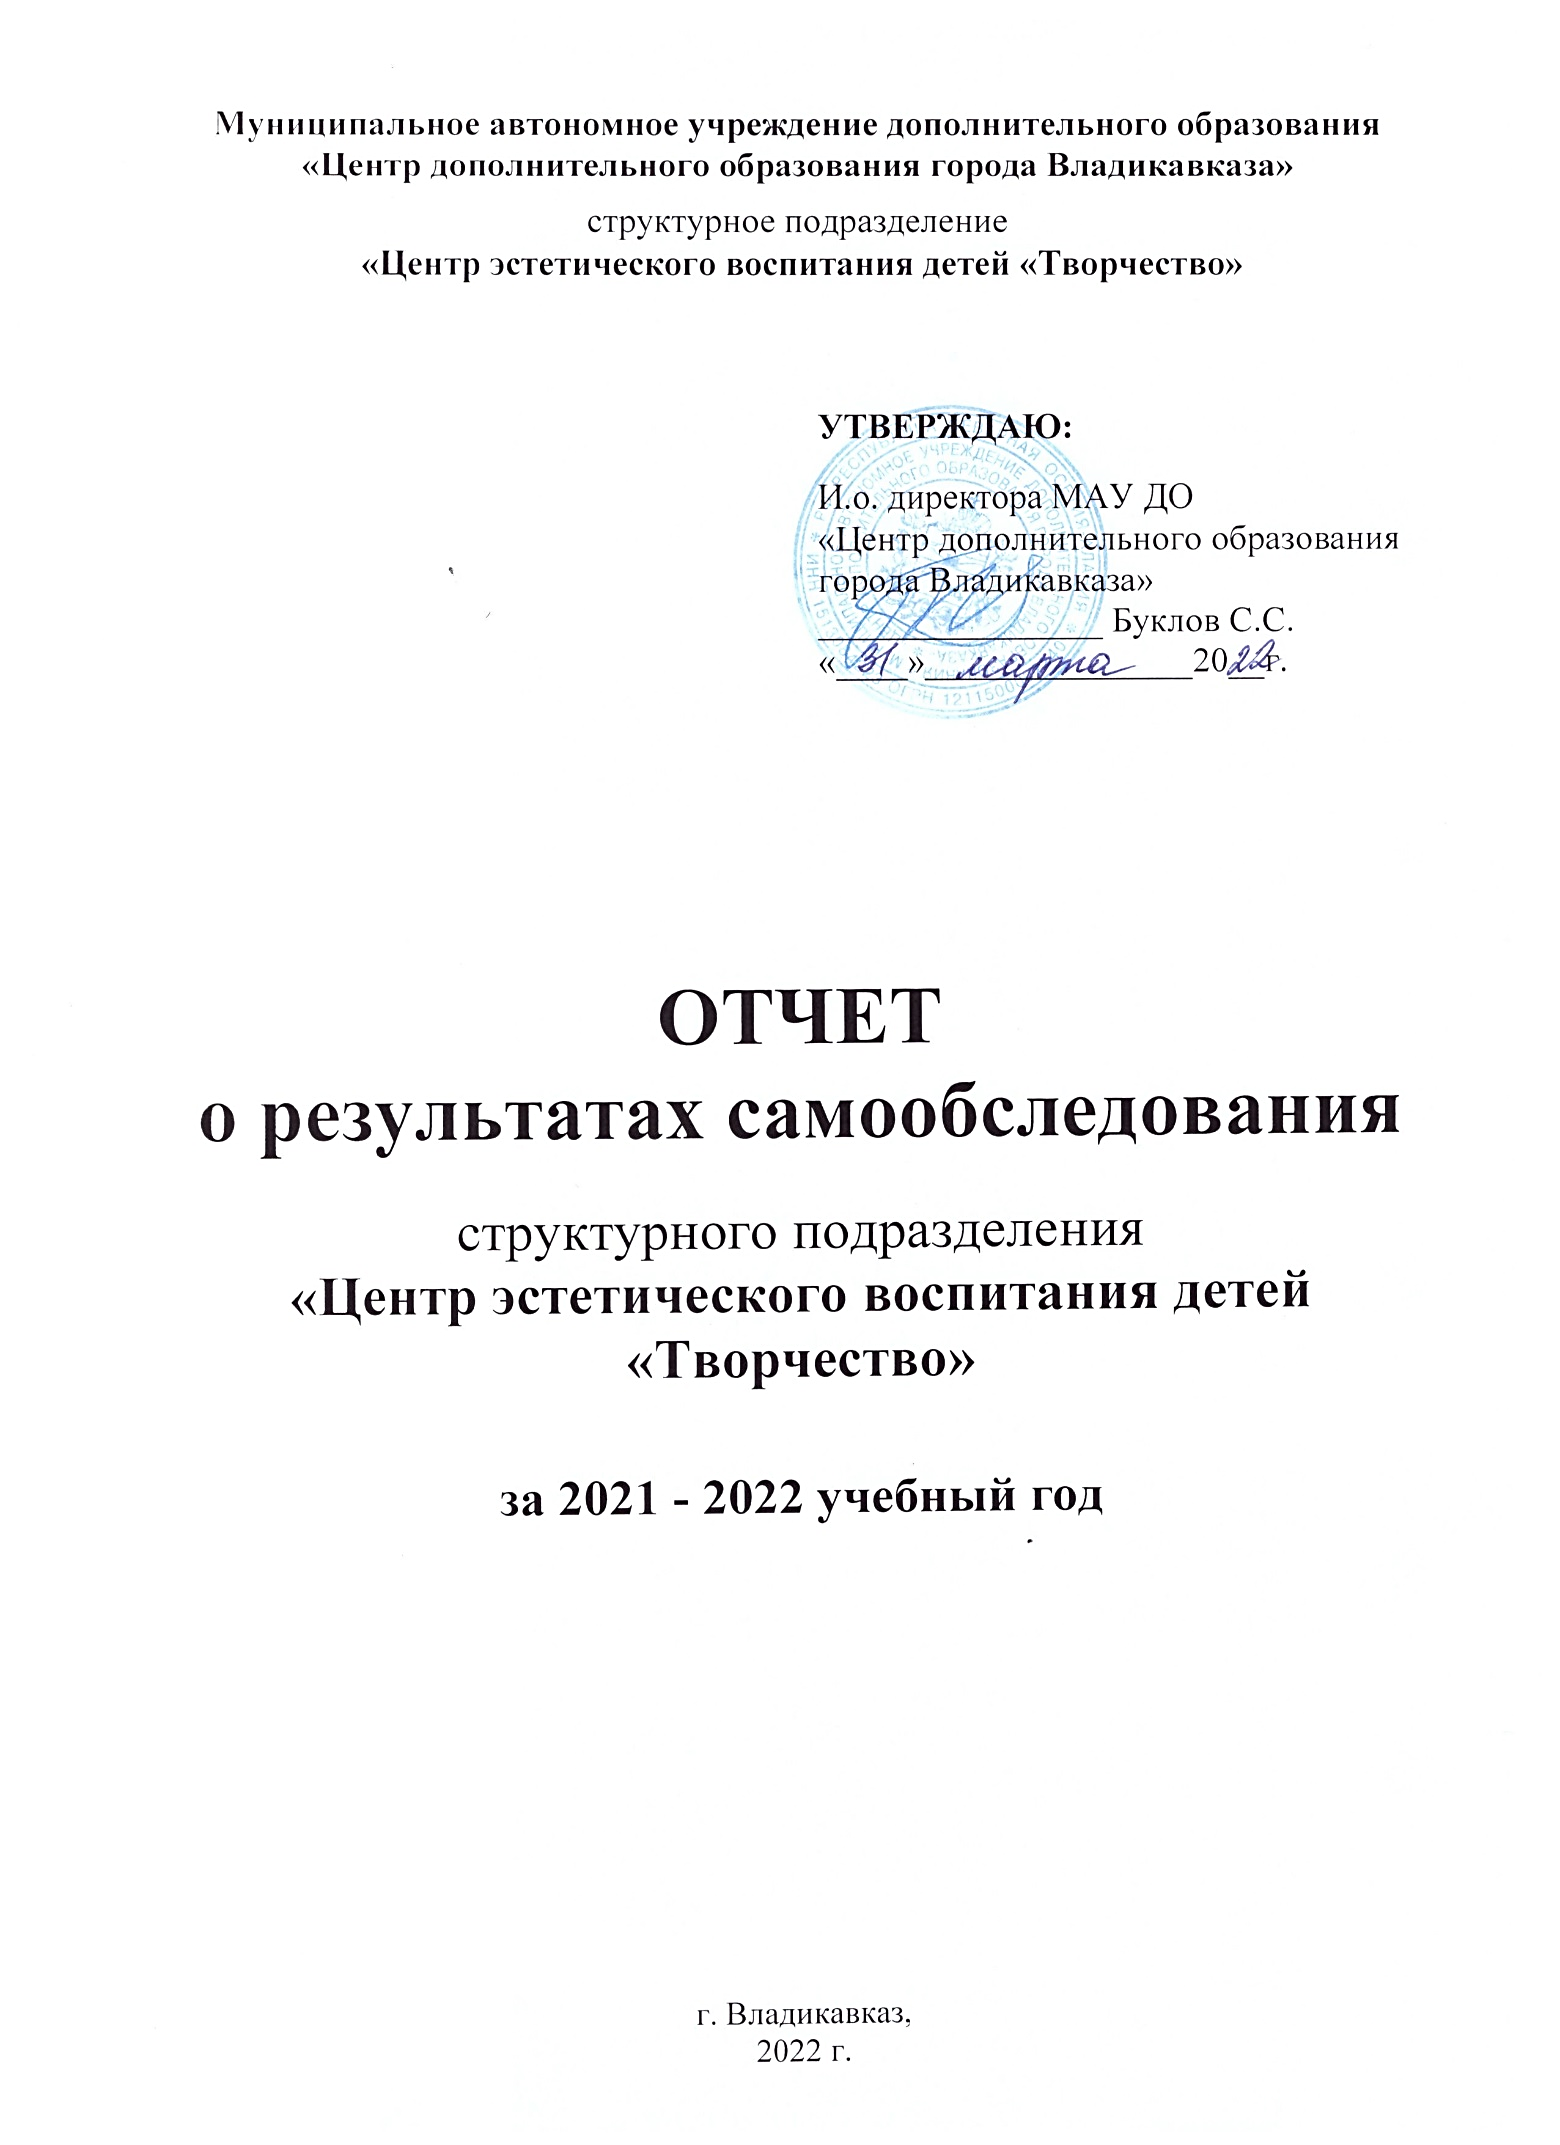 Муниципальное автономное учреждение дополнительного образования
«Центр дополнительного образования города Владикавказа»
структурное подразделение
«Центр эстетического воспитания детей «Творчество»
УТВЕРЖДАЮ:
И.о. директора МАУ ДО
«Центр дополнительного образования
города Владикавказа»
________________ Буклов С.С.
«31» марта 2022г.
ОТЧЕТ
о результатах самообследования
структурного подразделения
«Центр эстетического воспитания детей
«Творчество»
за 2021 - 2022 учебный год
г. Владикавказ,
2022 г.